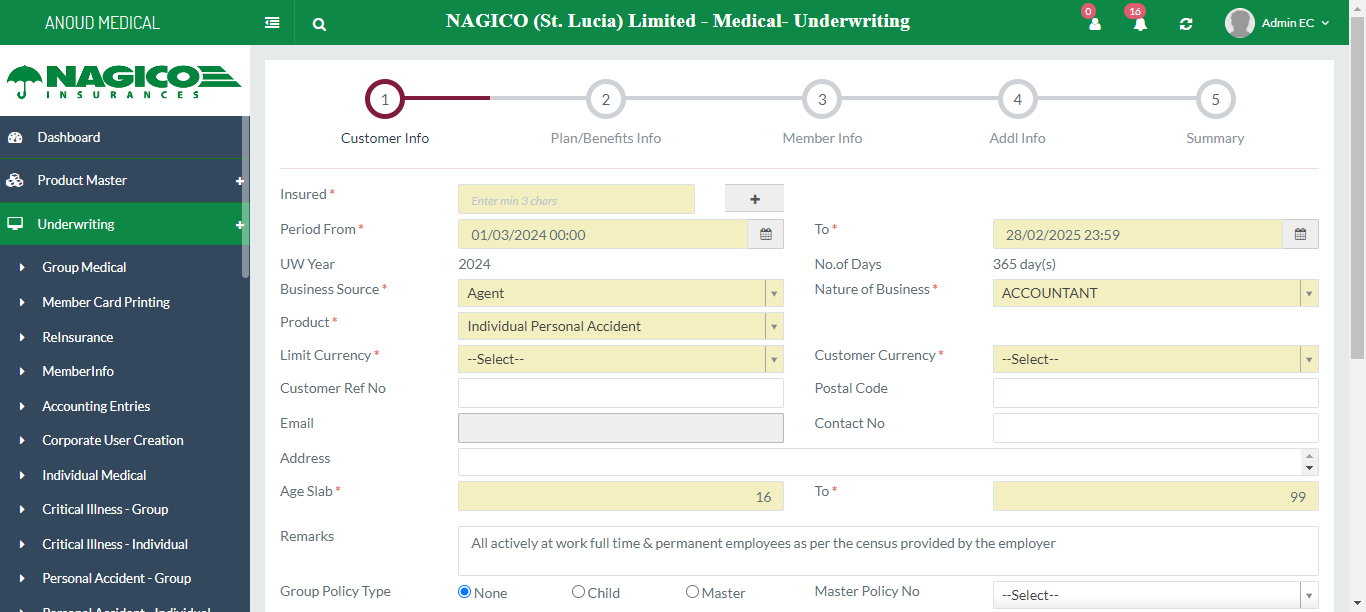 ANOUD MEDICAL
NAGICO (St. Lucia) Limited - Medical- Underwriting
0
16
Admin EC
NAGICO
INSURANCES
Dashboard
Product Master +
Underwriting +
Group Medical
Member Card Printing
ReInsurance
MemberInfo
Accounting Entries
Corporate User Creation
Individual Medical
Critical Illness - Group
Critical Illness - Individual
Personal Accident - Group
Personal Accident - Individual
1 2 3 4 5
Customer Info Plan/Benefits Info Member Info Addl Info Summary
Insured * Enter min 3 chars +
Period From * 01/03/2024 00:00 To * 28/02/2025 23:59
UW Year 2024 No.of Days 365 day(s)
Business Source * Agent Nature of Business * ACCOUNTANT
Product * Individual Personal Accident
Limit Currency * --Select-- Customer Currency * --Select--
Customer Ref No Postal Code
Email Contact No
Address
Age Slab * 16 To * 99
Remarks All actively at work full time & permanent employees as per the census provided by the employer
Group Policy Type None Child Master Master Policy No --Select--